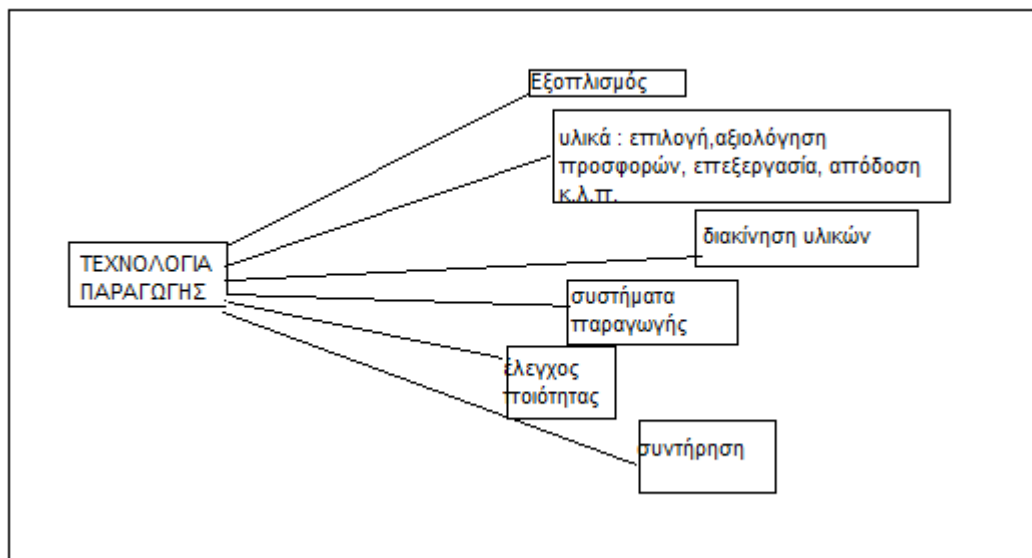 Εξοπλισμός
υλικά : επιλογή,αξιολόγηση
προσφορών, επεξεργασία, απόδοση
κ.λ.π.
διακίνηση υλικών
ΤΕΧΝΟΛΟΓΙΑ
ΠΑΡΑΓΩΓΗΣ
συστήματα
παραγωγής
έλεγχος
ποιότητας
συντήρηση